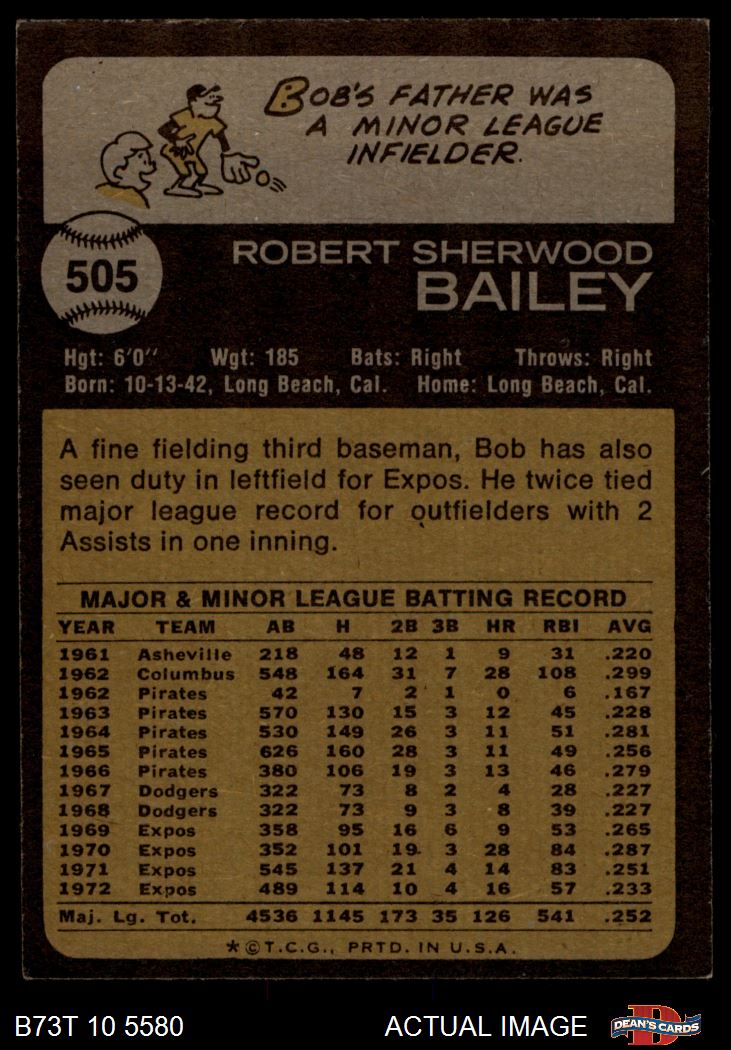 BOB'S FATHER WAS
A MINOR LEAGUE
INFIELDER.
505
ROBERT SHERWOOD
BAILEY
Hgt: 6'0" Wgt: 185 Bats: Right Throws: Right
Born: 10-13-42, Long Beach, Cal. Home: Long Beach, Cal.
A fine fielding third baseman, Bob has also
seen duty in leftfield for Expos. He twice tied
major league record for outfielders with 2
Assists in one inning.
MAJOR & MINOR LEAGUE BATTING RECORD
YEAR TEAM AB H 2B 3B HR RBI AVG
1961 Asheville 218 48 12 1 9 31 .220
1962 Columbus 548 164 31 7 28 108 .299
1962 Pirates 42 7 2 1 0 6 .167
1963 Pirates 570 130 15 3 12 45 .228
1964 Pirates 530 149 26 3 11 51 .281
1965 Pirates 626 160 28 3 11 49 .256
1966 Pirates 380 106 19 3 13 46 .279
1967 Dodgers 322 73 8 2 4 28 .227
1968 Dodgers 322 73 9 3 8 39 .227
1969 Expos 358 95 16 6 9 53 .265
1970 Expos 352 101 19 3 28 84 .287
1971 Expos 545 137 21 4 14 83 .251
1972 Expos 489 114 10 4 16 57 .233
Maj. Lg. Tot. 4536 1145 173 35 126 541 .252
*©T.C.G., PRTD. IN U.S.A.
B73T 10 5580 ACTUAL IMAGE
D
DEAN'S CARDS